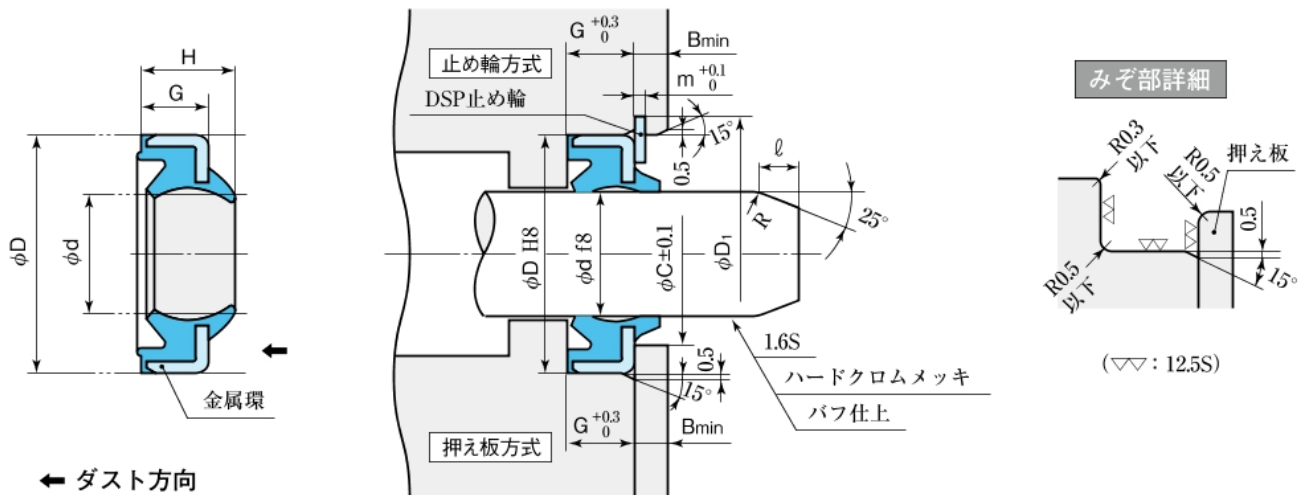 H
G
φD
φd
金属環
← ダスト方向
G +0.3 0
Bmin
止め輪方式
m +0.1 0
DSP止め輪
15°
0.5
ℓ
R
25°
φD H8
φd f8
φC±0.1
φD₁
1.6S
ハードクロムメッキ
バフ仕上
0.5
15°
G +0.3 0
Bmin
押え板方式
みぞ部詳細
R0.3
以下
R0.5
以下
押え板
0.5
R0.5
以下
15°
(▽▽:12.5S)